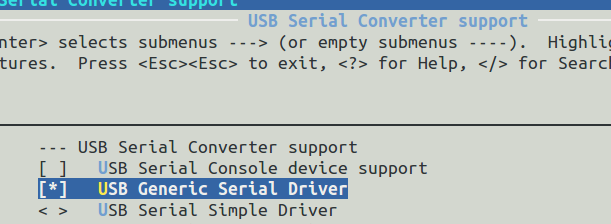 Serial Converter support
USB Serial Converter support
nter> selects submenus ---> (or empty submenus ----). Highlig
tures. Press <Esc><Esc> to exit, <?> for Help, </> for Search
--- USB Serial Converter support
[ ] USB Serial Console device support
[*] USB Generic Serial Driver
< > USB Serial Simple Driver